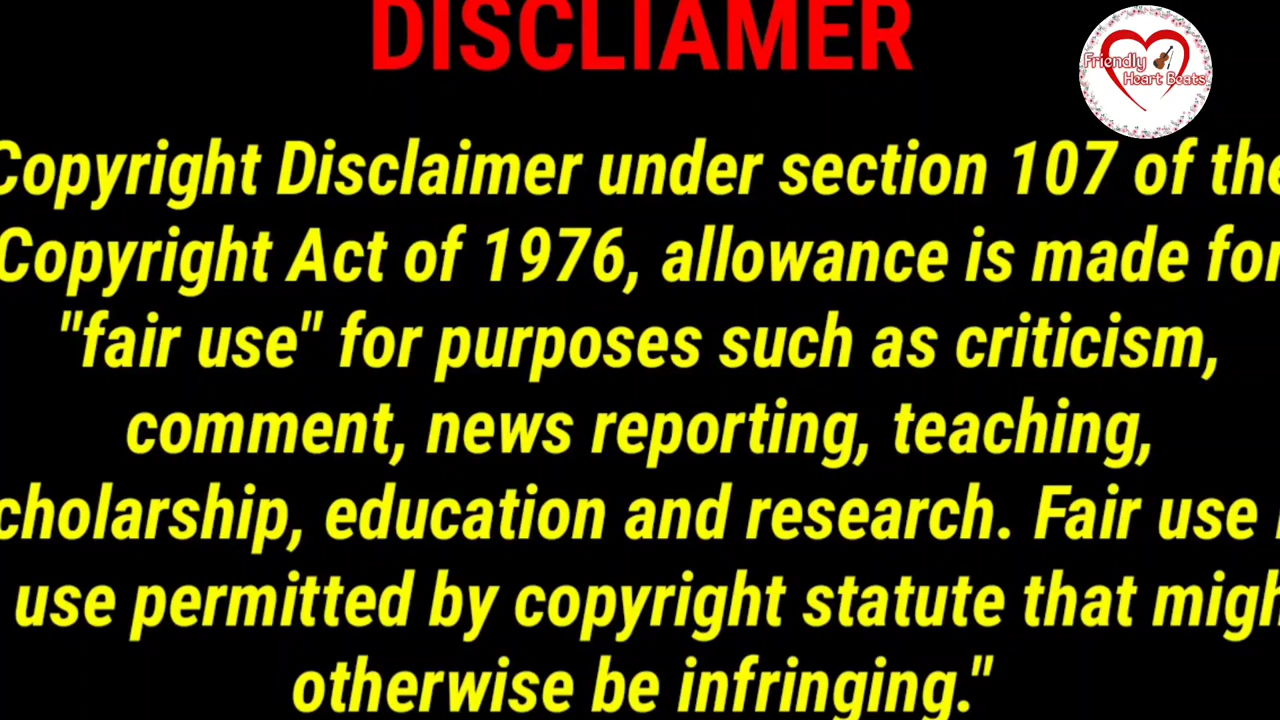 DISCLIAMER
Friendly
Heart Beats
Copyright Disclaimer under section 107 of the
Copyright Act of 1976, allowance is made for
"fair use" for purposes such as criticism,
comment, news reporting, teaching,
cholarship, education and research. Fair use
use permitted by copyright statute that migh
otherwise be infringing."